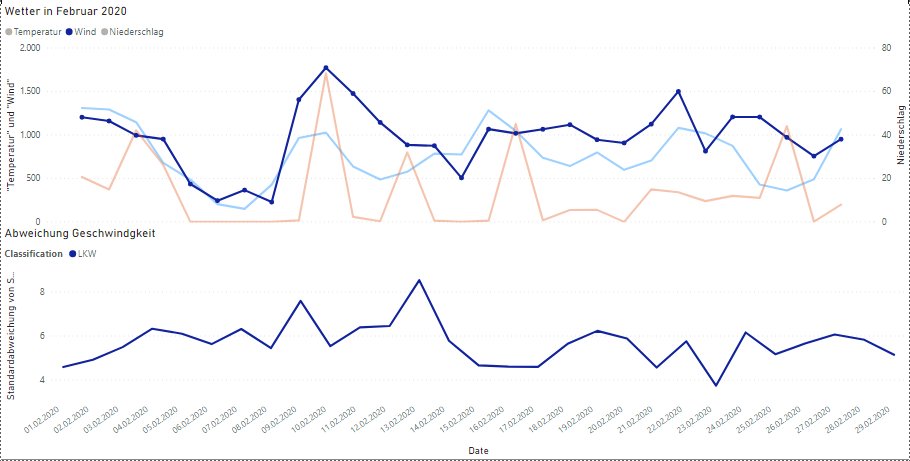 Wetter in Februar 2020
Temperatur Wind Niederschlag
2.000
1.500
1.000
500
0
"Temperatur" und "Wind"
80
60
40
20
0
Niederschlag
Abweichung Geschwindgkeit
Classification LKW
8
6
4
Standardabweichung von S...
01.02.2020 02.02.2020 03.02.2020 04.02.2020 05.02.2020 06.02.2020 07.02.2020 08.02.2020 09.02.2020 10.02.2020 11.02.2020 12.02.2020 13.02.2020 14.02.2020 15.02.2020 16.02.2020 17.02.2020 18.02.2020 19.02.2020 20.02.2020 21.02.2020 22.02.2020 23.02.2020 24.02.2020 25.02.2020 26.02.2020 27.02.2020 28.02.2020 29.02.2020
Date